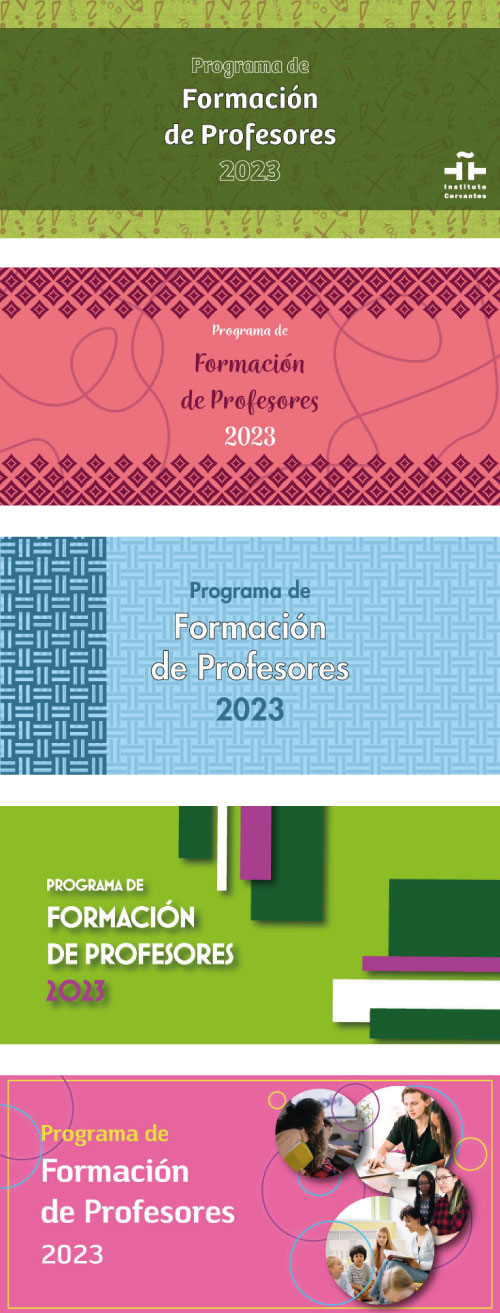 Programa de
Formación
de Profesores
2023
Instituto
Cervantes
Programa de
Formación
de Profesores
2023
Programa de
Formación
de Profesores
2023
PROGRAMA DE
FORMACIÓN
DE PROFESORES
2023
Programa de
Formación
de Profesores
2023